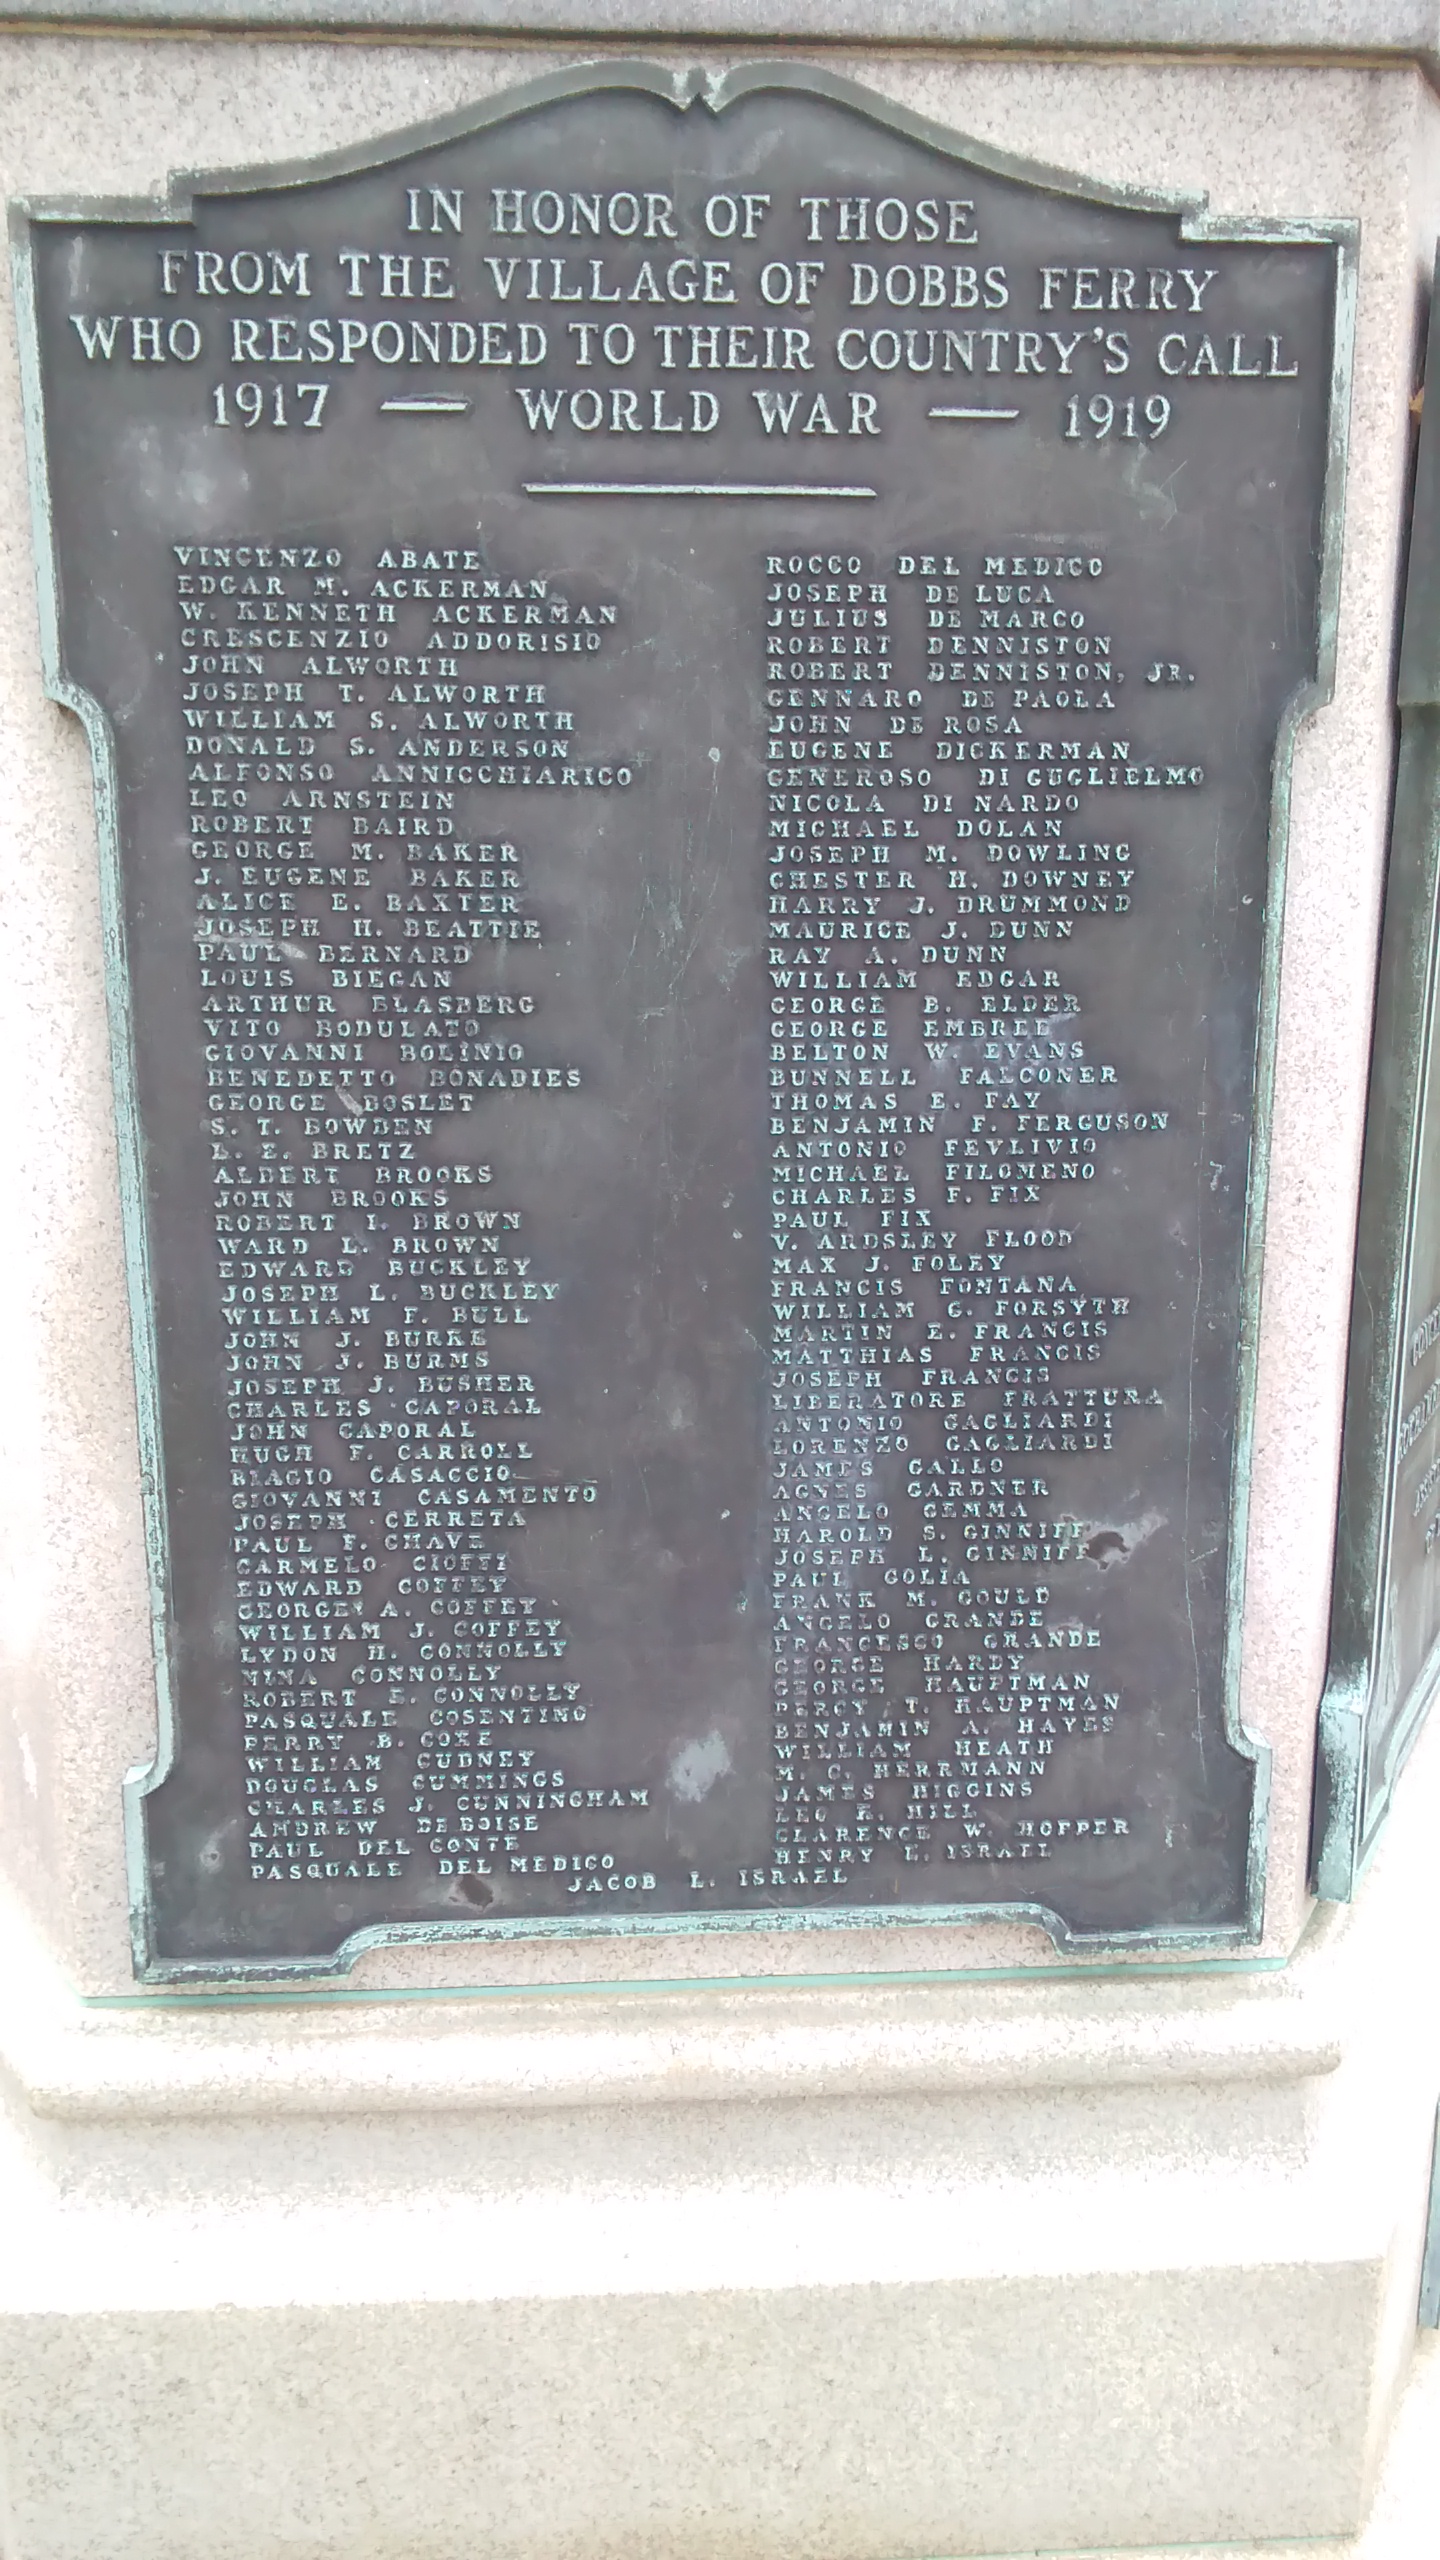 IN HONOR OF THOSE
FROM THE VILLAGE OF DOBBS FERRY
WHO RESPONDED TO THEIR COUNTRY'S CALL
1917 — WORLD WAR — 1919
VINCENZO ABATE
EDGAR M. ACKERMAN
W. KENNETH ACKERMAN
CRESCENZIO ADDORISIO
JOHN ALWORTH
JOSEPH T. ALWORTH
WILLIAM S. ALWORTH
DONALD S. ANDERSON
ALFONSO ANNICCHIARICO
LEO ARNSTEIN
ROBERT BAIRD
GEORGE M. BAKER
J. EUGENE BAKER
ALICE E. BAXTER
JOSEPH H. BEATTIE
PAUL BERNARD
LOUIS BIEGAN
ARTHUR BLASBERG
VITO BODULATO
GIOVANNI BOLINIO
BENEDETTO BONADIES
GEORGE BOSLET
S. T. BOWDEN
E. BRETZ
ALBERT BROOKS
JOHN BROOKS
ROBERT I. BROWN
WARD L. BROWN
EDWARD BUCKLEY
JOSEPH L. BUCKLEY
WILLIAM F. BULL
JOHN J. BURKE
JOHN J. BURMS
JOSEPH J. BUSHER
CHARLES CAPORAL
JOHN CAPORAL
HUGH F. CARROLL
BIAGIO CASACCIO
GIOVANNI CASAMENTO
JOSEPH CERRETA
PAUL F. CHAVE
CARMELO CIOFFI
EDWARD COFFEY
GEORGE A. COFFEY
WILLIAM J. COFFEY
LYDON H. CONNOLLY
NINA CONNOLLY
ROBERT E. CONNOLLY
PASQUALE COSENTINO
PERRY B. COXE
WILLIAM CUDNEY
DOUGLAS CUMMINGS
CHARLES J. CUNNINGHAM
ANDREW DE BOISE
PAUL DEL CONTE
PASQUALE DEL MEDICO
ROCCO DEL MEDICO
JOSEPH DE LUCA
JULIUS DE MARCO
ROBERT DENNISTON
ROBERT DENNISTON, JR.
GENNARO DE PAOLA
JOHN DE ROSA
EUGENE DICKERMAN
GENEROSO DI GUGLIELMO
NICOLA DI NARDO
MICHAEL DOLAN
JOSEPH M. DOWLING
CHESTER H. DOWNEY
HARRY J. DRUMMOND
MAURICE J. DUNN
RAY A. DUNN
WILLIAM EDGAR
GEORGE B. ELDER
GEORGE EMBREE
BELTON W. EVANS
BUNNELL FALCONER
THOMAS E. FAY
BENJAMIN F. FERGUSON
ANTONIO FEVLIVIO
MICHAEL FILOMENO
CHARLES F. FIX
PAUL FIX
V. ARDSLEY FLOOD
MAX J. FOLEY
FRANCIS FONTANA
WILLIAM G. FORSYTH
MARTIN E. FRANCIS
MATTHIAS FRANCIS
JOSEPH FRANCIS
LIBERATORE FRATTURA
ANTONIO GAGLIARDI
LORENZO GAGLIARDI
JAMES GALLO
AGNES GARDNER
ANGELO GEMMA
HAROLD S. GINNIFF
JOSEPH L. GINNIFF
PAUL GOLIA
FRANK M. GOULD
ANGELO GRANDE
FRANCESCO GRANDE
GEORGE HARDY
GEORGE HAUPTMAN
PERCY T. HAUPTMAN
BENJAMIN A. HAYES
WILLIAM HEATH
M. C. HERRMANN
JAMES HIGGINS
LEO R. HILL
CLARENCE W. HOPPER
HENRY L. ISRAEL
JACOB L. ISRAEL